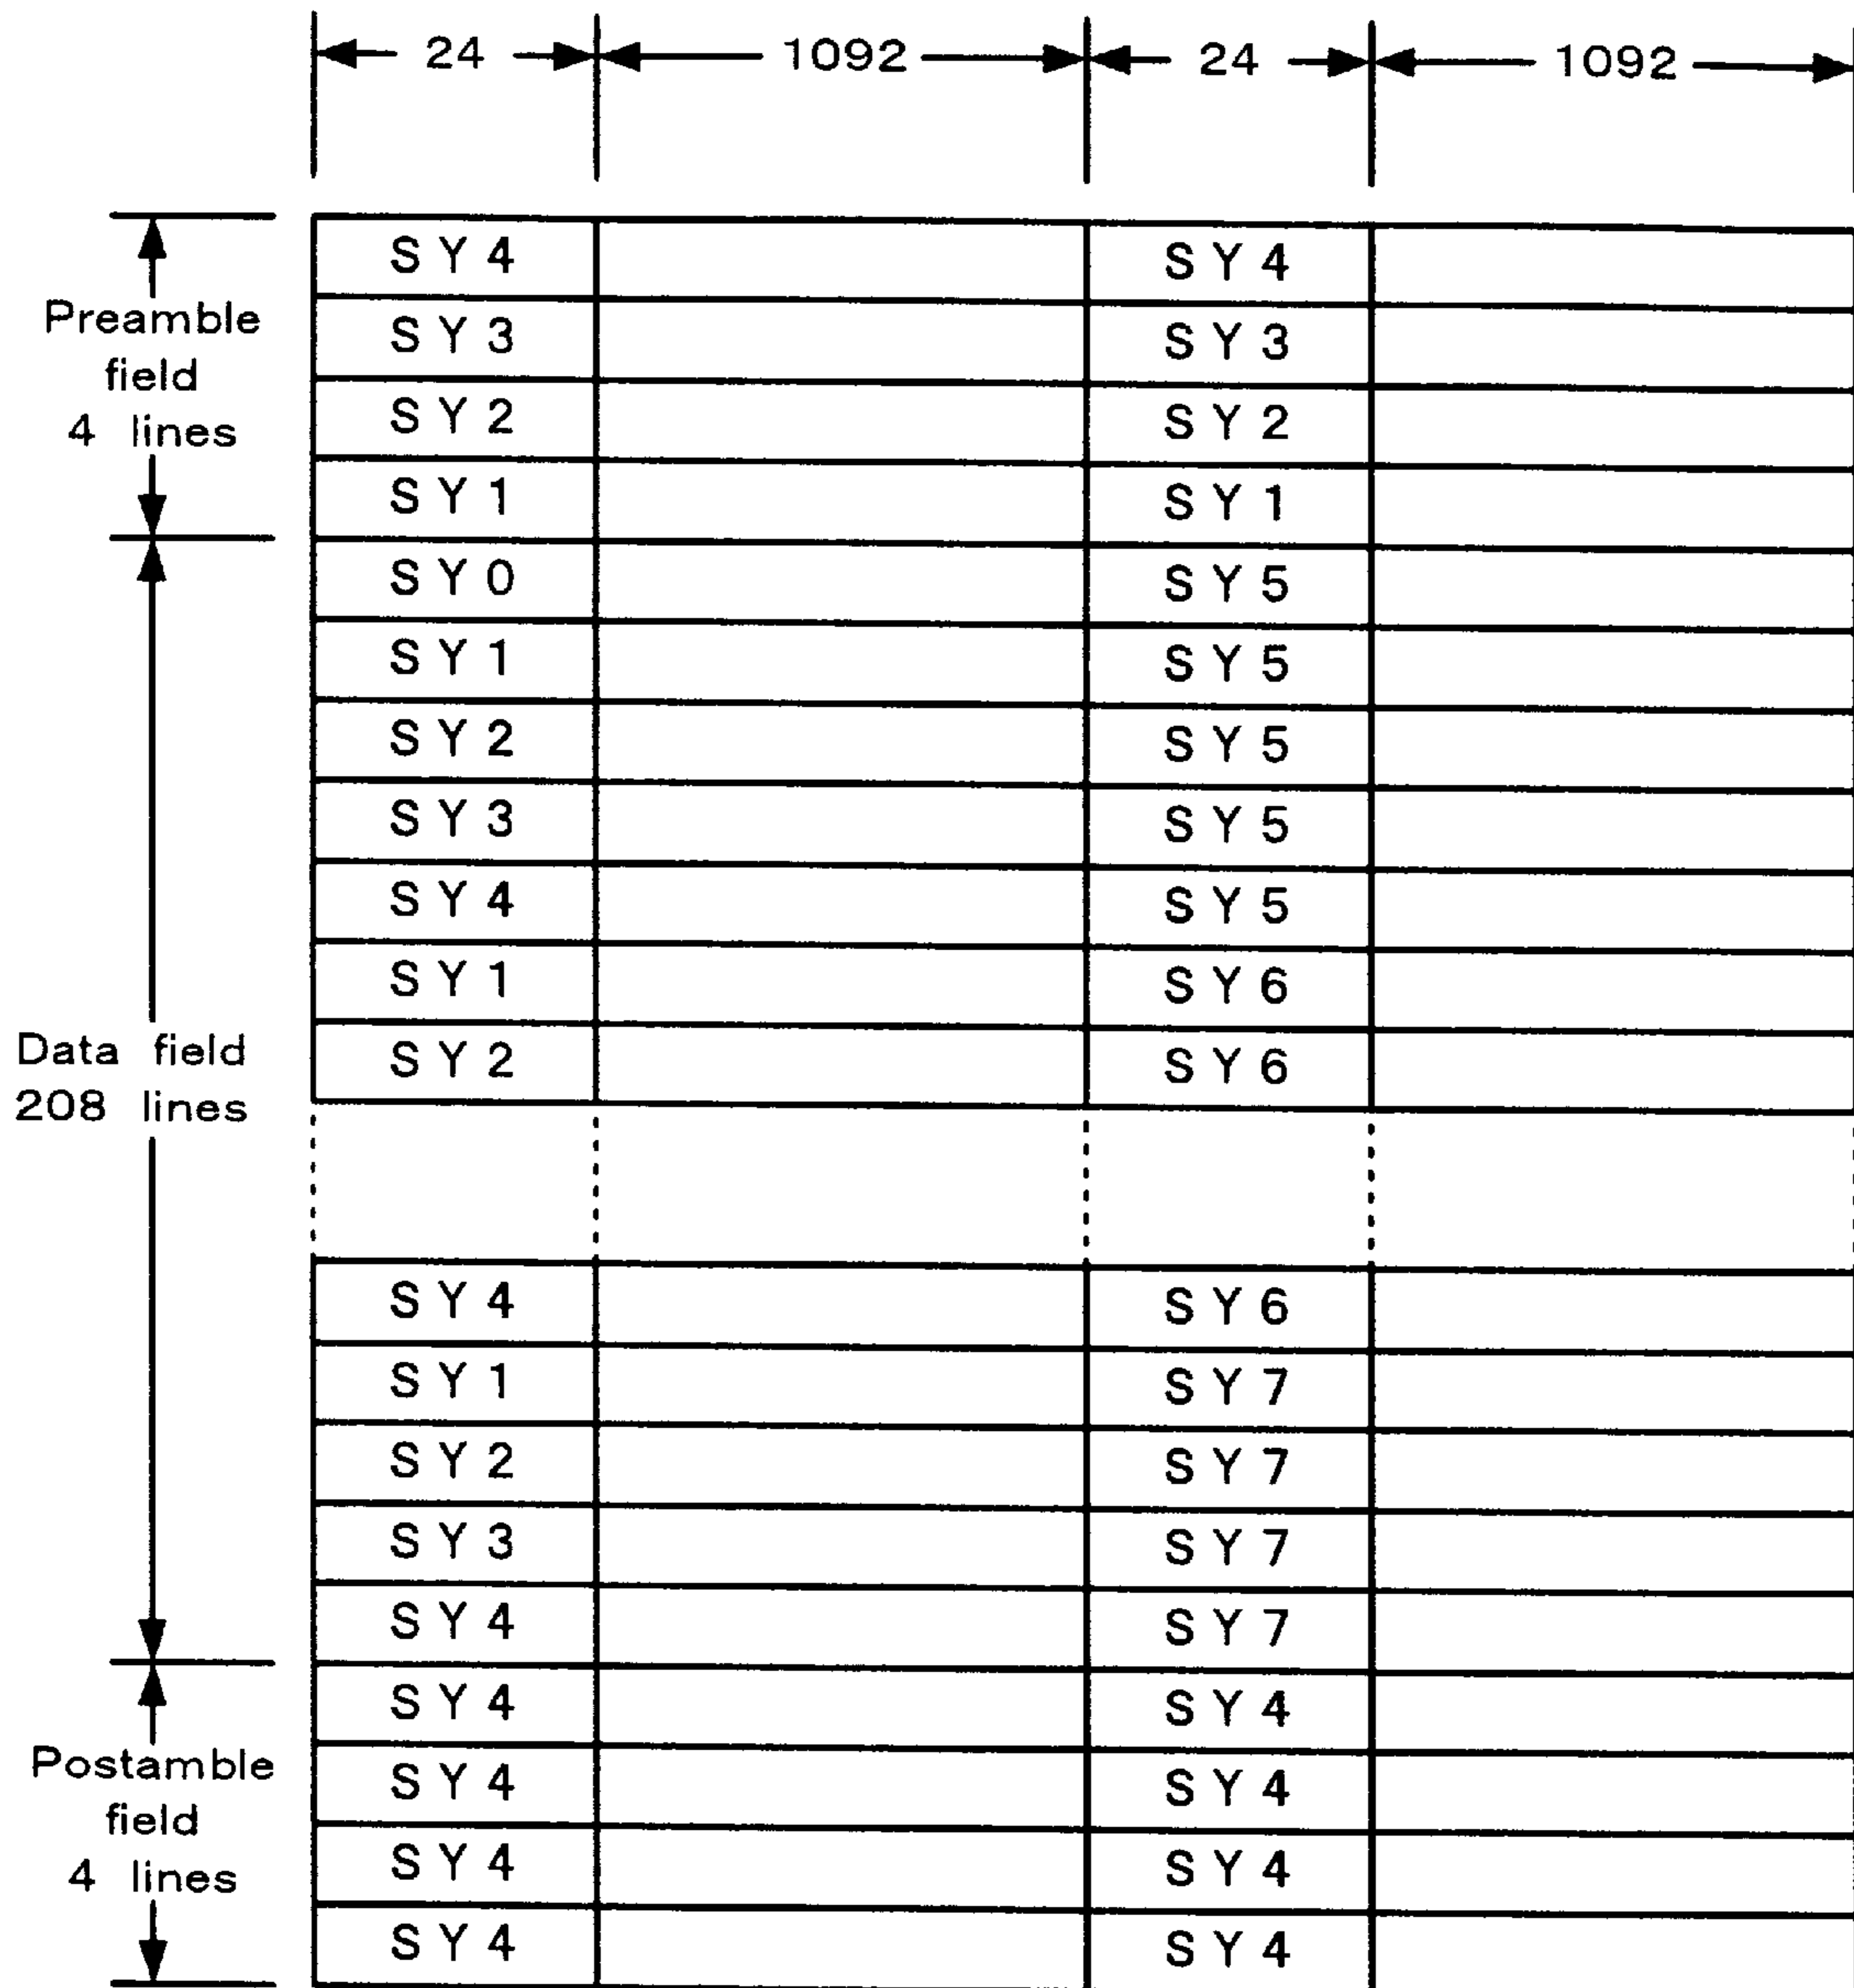 24 1092 24 1092
SY4 SY4
Preamble field 4 lines
SY3 SY3
SY2 SY2
SY1 SY1
SY0 SY5
SY1 SY5
SY2 SY5
SY3 SY5
SY4 SY5
SY1 SY6
Data field 208 lines
SY2 SY6
SY4 SY6
SY1 SY7
SY2 SY7
SY3 SY7
SY4 SY7
SY4 SY4
Postamble field 4 lines
SY4 SY4
SY4 SY4
SY4 SY4